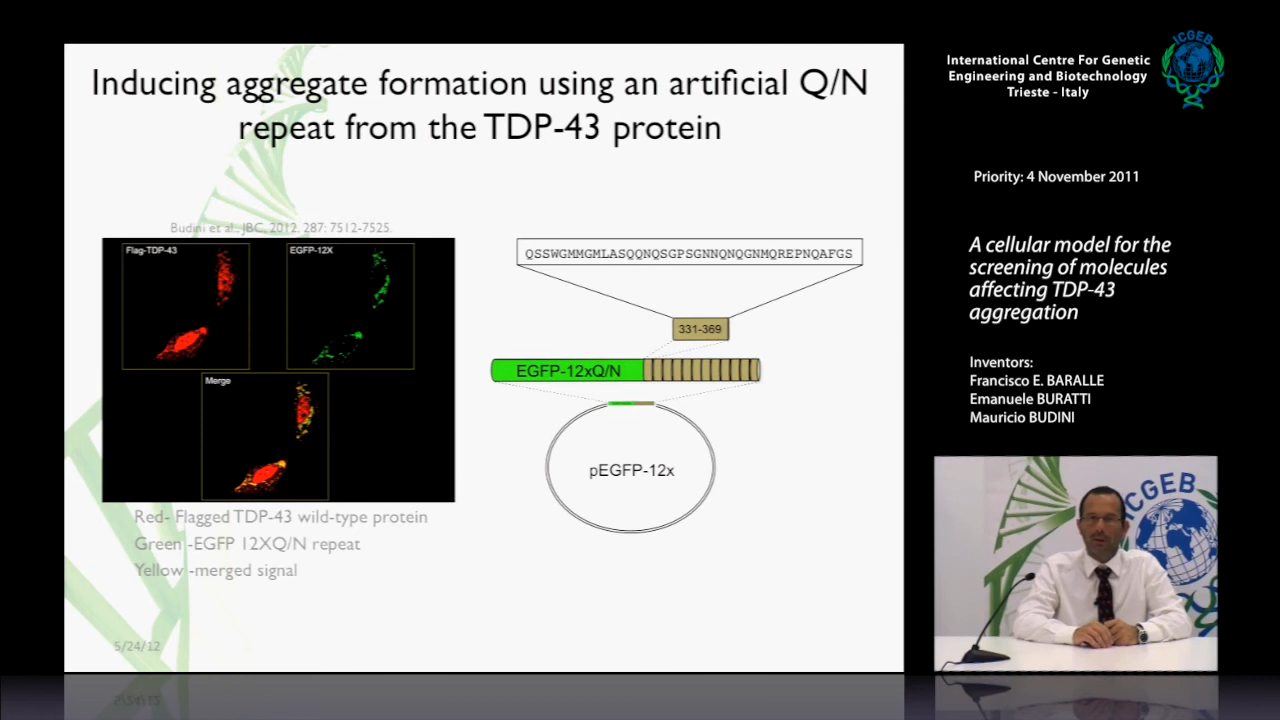 Inducing aggregate formation using an artificial Q/N
repeat from the TDP-43 protein
Budini et al., JBC, 2012, 287: 7512-7525.
Flag-TDP-43
EGFP-12X
Merge
Red- Flagged TDP-43 wild-type protein
Green -EGFP 12XQ/N repeat
Yellow -merged signal
5/24/12
QSSWGMMGMLASQQNQSGPSGNNQNQGNMQREPNQAFGS
331-369
EGFP-12xQ/N
pEGFP-12x
International Centre For Genetic
Engineering and Biotechnology
Trieste - Italy
ICGEB
Priority: 4 November 2011
A cellular model for the
screening of molecules
affecting TDP-43
aggregation
Inventors:
Francisco E. BARALLE
Emanuele BURATTI
Mauricio BUDINI
ICGEB